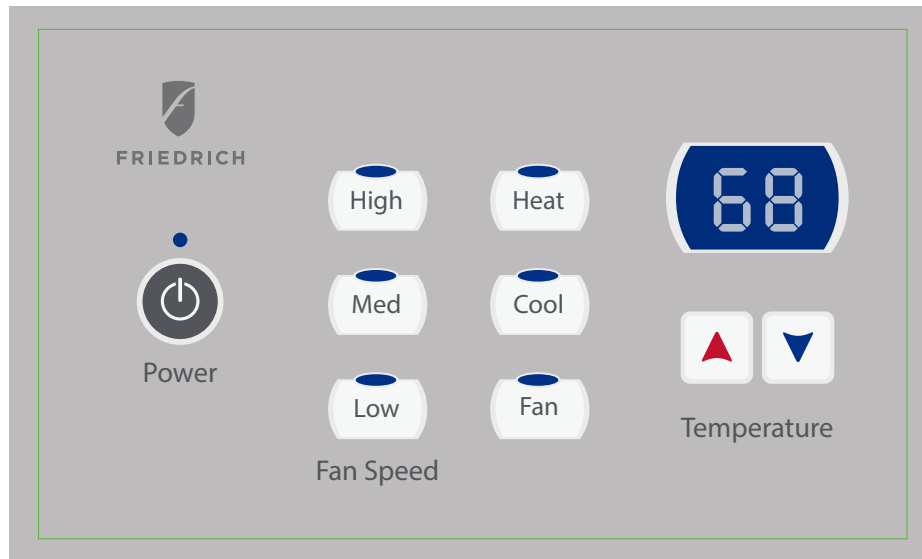 FRIEDRICH
68
High
Heat
Med
Cool
Power
Low
Fan
Temperature
Fan Speed